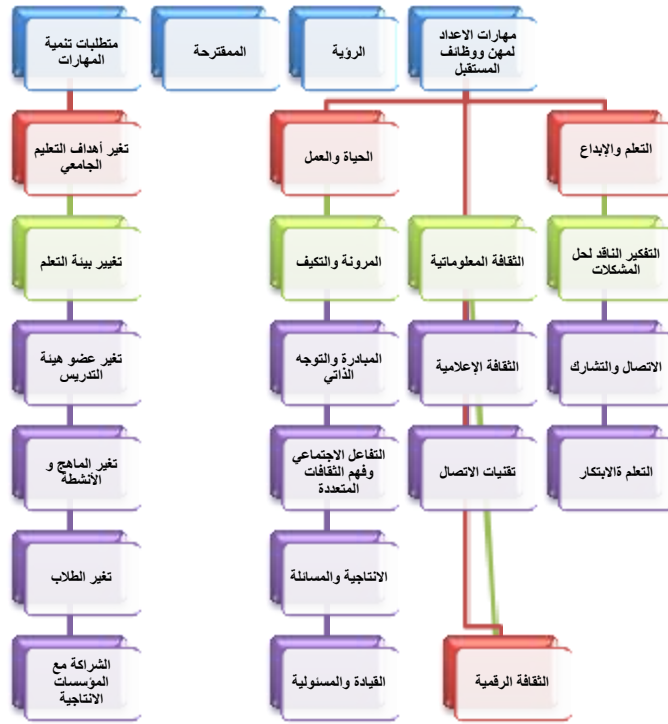 مهارات الاعداد
لمهن ووظائف
المستقبل
الرؤية
الممقترحة
متطلبات تنمية
المهارات
التعلم والإبداع
الحياة والعمل
تغير أهداف التعليم
الجامعي
التفكير الناقد لحل
المشكلات
الثقافة المعلوماتية
المرونة والتكيف
تغيير بيئة التعلم
الاتصال والتشارك
الثقافة الإعلامية
المبادرة والتوجه
الذاتي
تغير عضو هيئة
التدريس
التعلم ةالابتكار
تقنيات الاتصال
التفاعل الاجتماعي
وفهم الثقافات
المتعددة
تغير الماهج و
الأنشطة
الانتاجية والمسائلة
تغير الطلاب
الثقافة الرقمية
القيادة والمسئولية
الشراكة مع
المؤسسات
الانتاجية